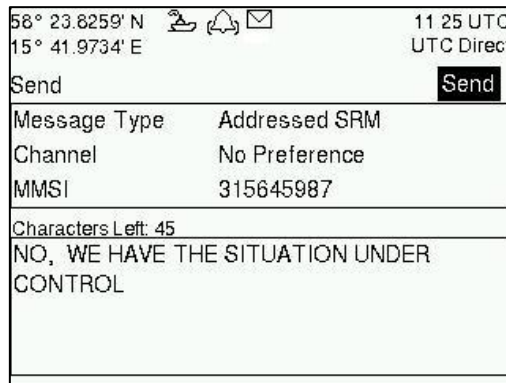 58° 23.8259' N 11 25 UTC
15° 41.9734' E UTC Direct
Send Send
Message Type Addressed SRM
Channel No Preference
MMSI 315645987
Characters Left: 45
NO, WE HAVE THE SITUATION UNDER
CONTROL